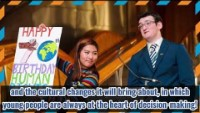 HAPPY
BIRTHDAY
and the cultural changes it will bring about, in which
young people are always at the heart of decision-making!